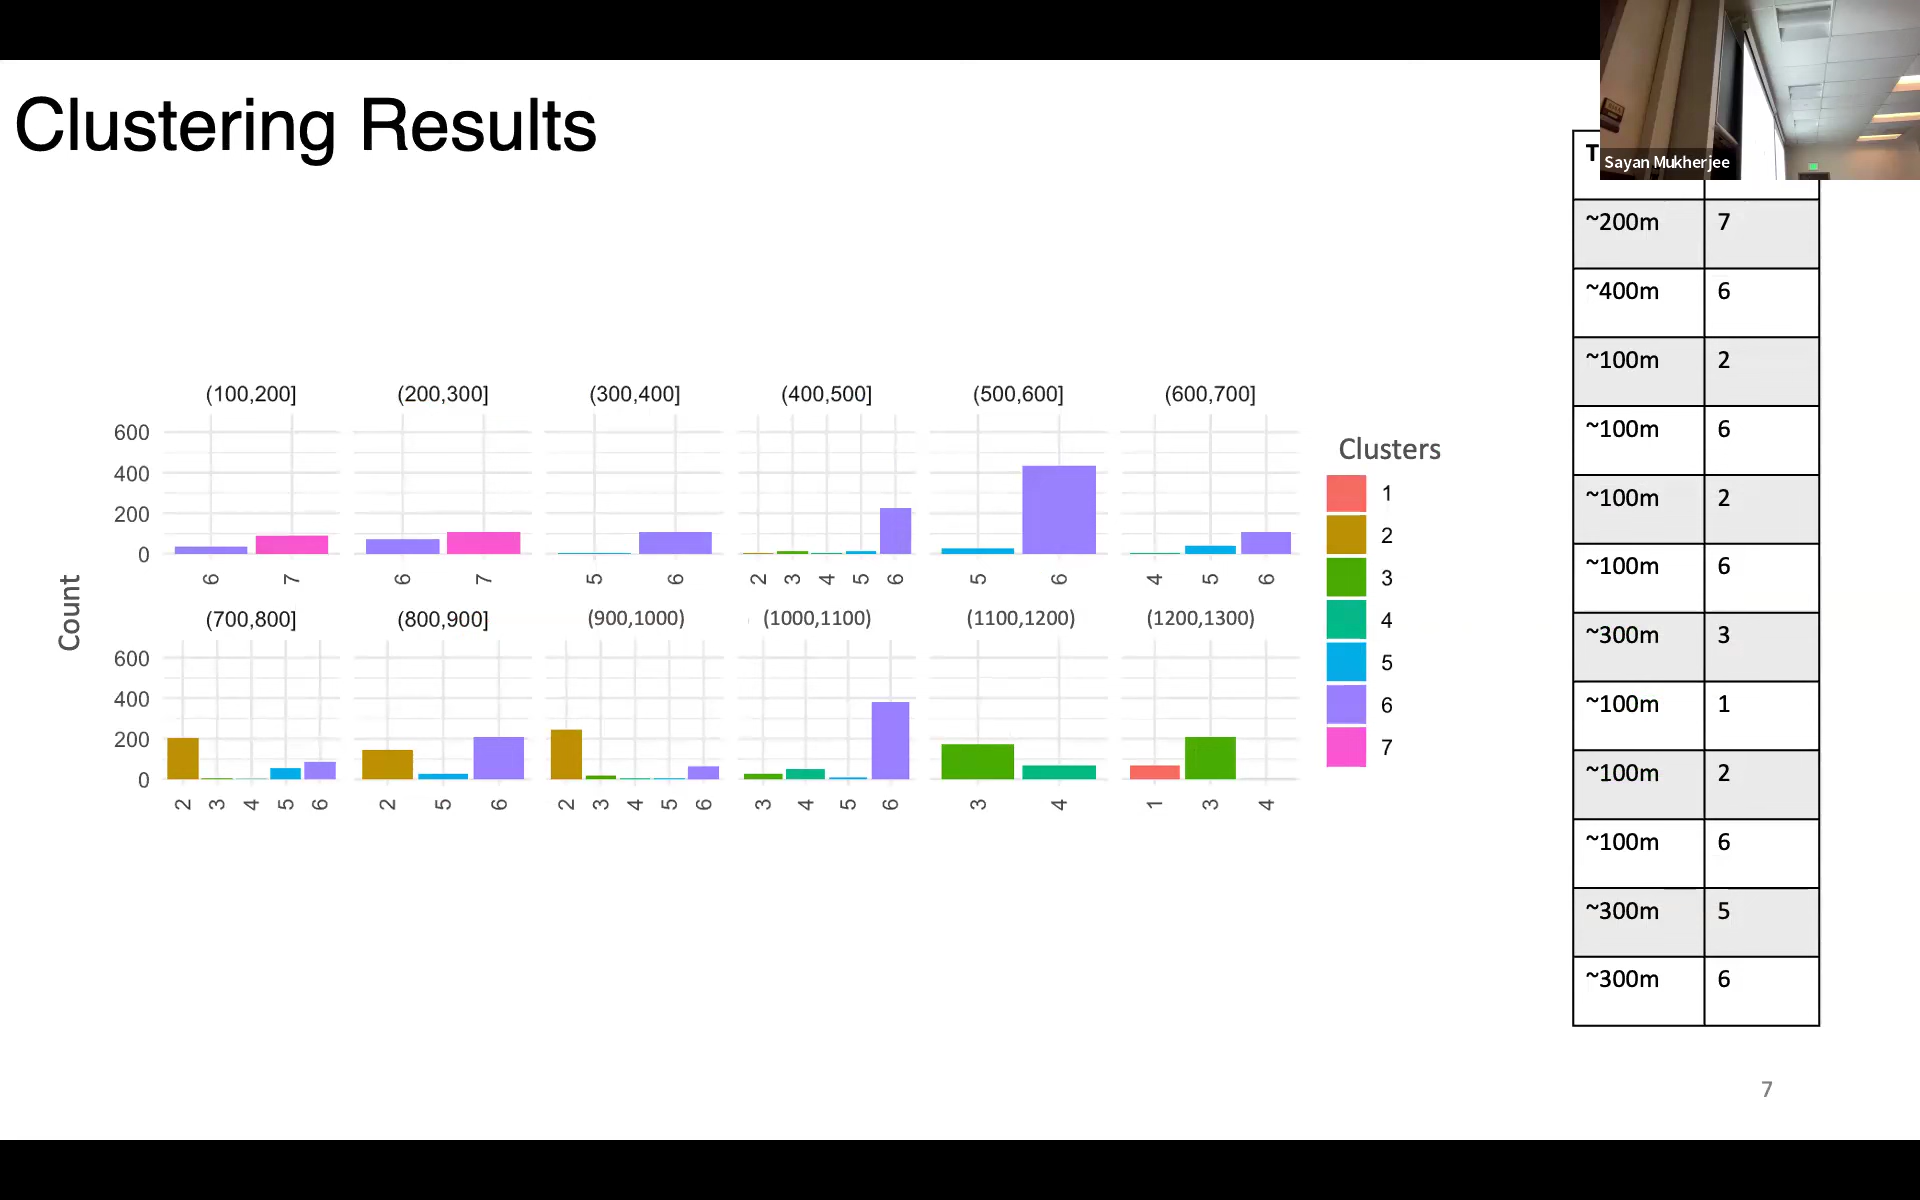 Clustering Results
Sayan Mukherjee
(100,200] (200,300] (300,400] (400,500] (500,600] (600,700]
600
400
200
0
6 7 6 7 5 6 2 3 4 5 6 5 6 4 5 6
Count
(700,800] (800,900] (900,1000) (1000,1100) (1100,1200) (1200,1300)
600
400
200
0
2 3 4 5 6 2 5 6 2 3 4 5 6 3 4 5 6 3 4 1 3 4
Clusters
1
2
3
4
5
6
7
~200m 7
~400m 6
~100m 2
~100m 6
~100m 2
~100m 6
~300m 3
~100m 1
~100m 2
~100m 6
~300m 5
~300m 6
7